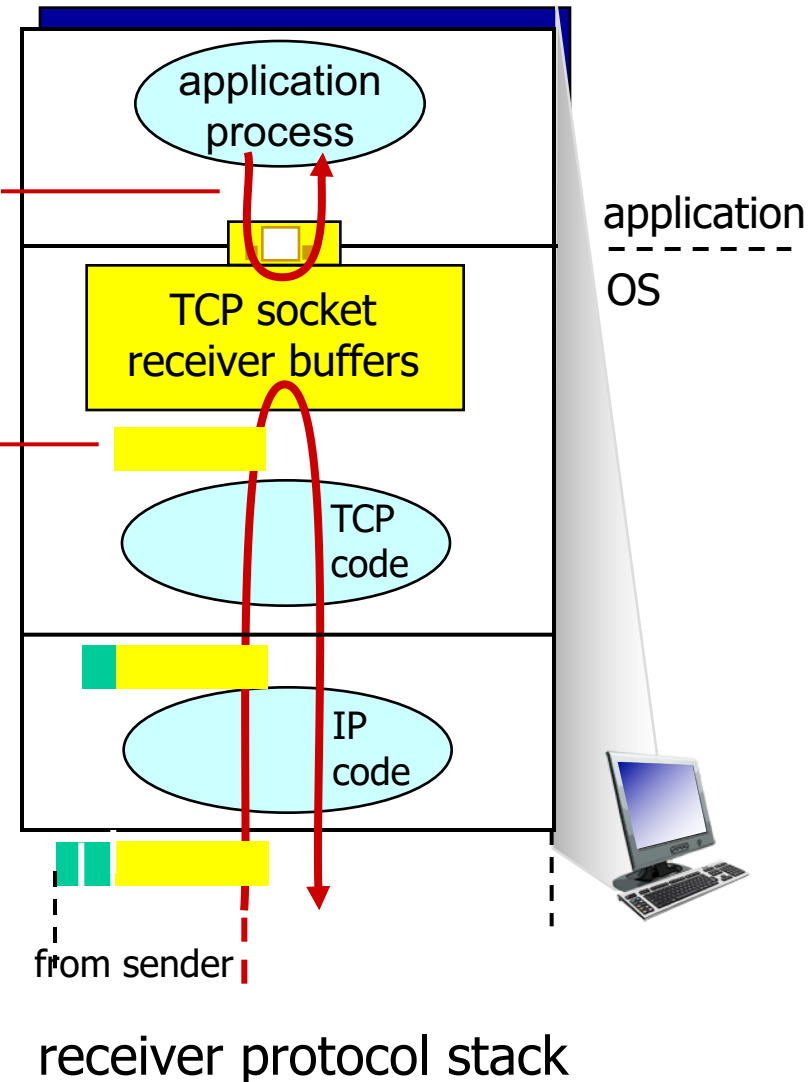 application
process
application
OS
TCP socket
receiver buffers
TCP
code
IP
code
from sender
receiver protocol stack